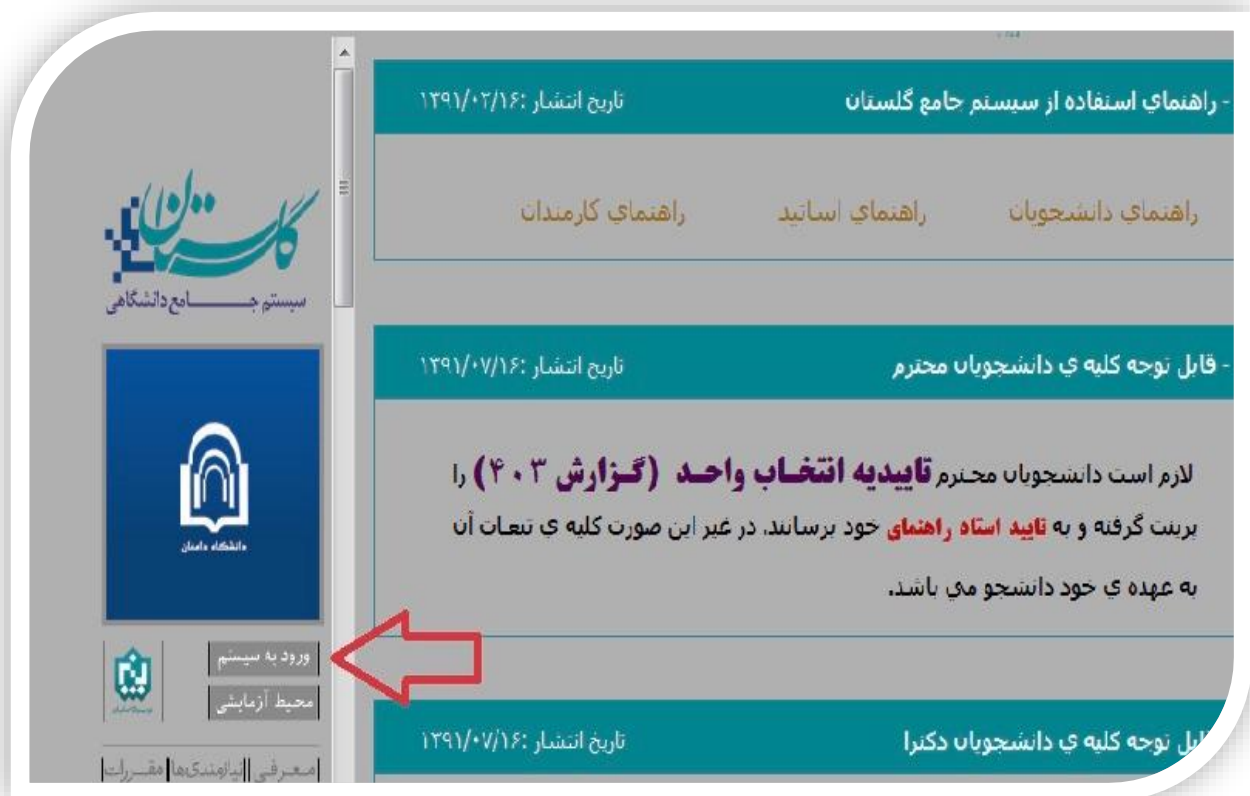 - راهنماي استفاده از سيستم جامع گلستان
تاريخ انتشار :۱۳۹۱/۰۲/۱۶
راهنماي دانشجويان
راهنماي اساتيد
راهنماي كارمندان
- قابل توجه كليه ي دانشجويان محترم
تاريخ انتشار :۱۳۹۱/۰۷/۱۶
لازم است دانشجويان محترم تاييديه انتخاب واحد (گزارش ۴۰۳) را
پرينت گرفته و به تاييد استاد راهنماي خود برسانند. در غير اين صورت كليه ي تبعات آن
به عهده ي خود دانشجو مي باشد.
قابل توجه كليه ي دانشجويان دكترا
تاريخ انتشار :۱۳۹۱/۰۷/۱۶
گلستان
سيستم جامع دانشگاهی
دانشگاه دامغان
ورود به سيستم
محيط آزمايشی
معرفی
نيازمندی‌ها
مقررات